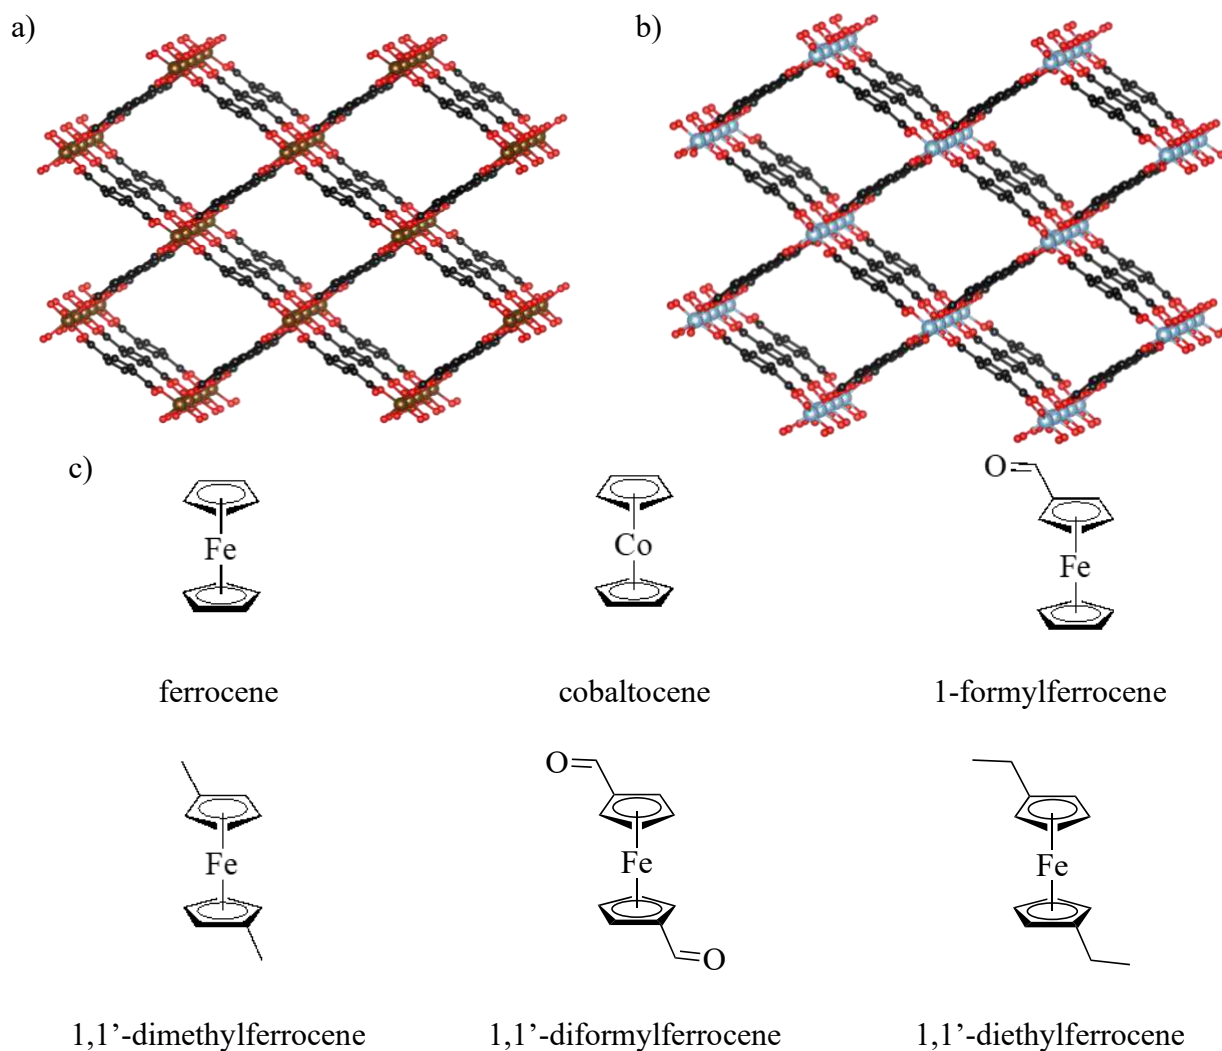 a)
b)
c)
Fe
Co
O
Fe
ferrocene
cobaltocene
1-formylferrocene
Fe
O
Fe
O
Fe
1,1’-dimethylferrocene
1,1’-diformylferrocene
1,1’-diethylferrocene